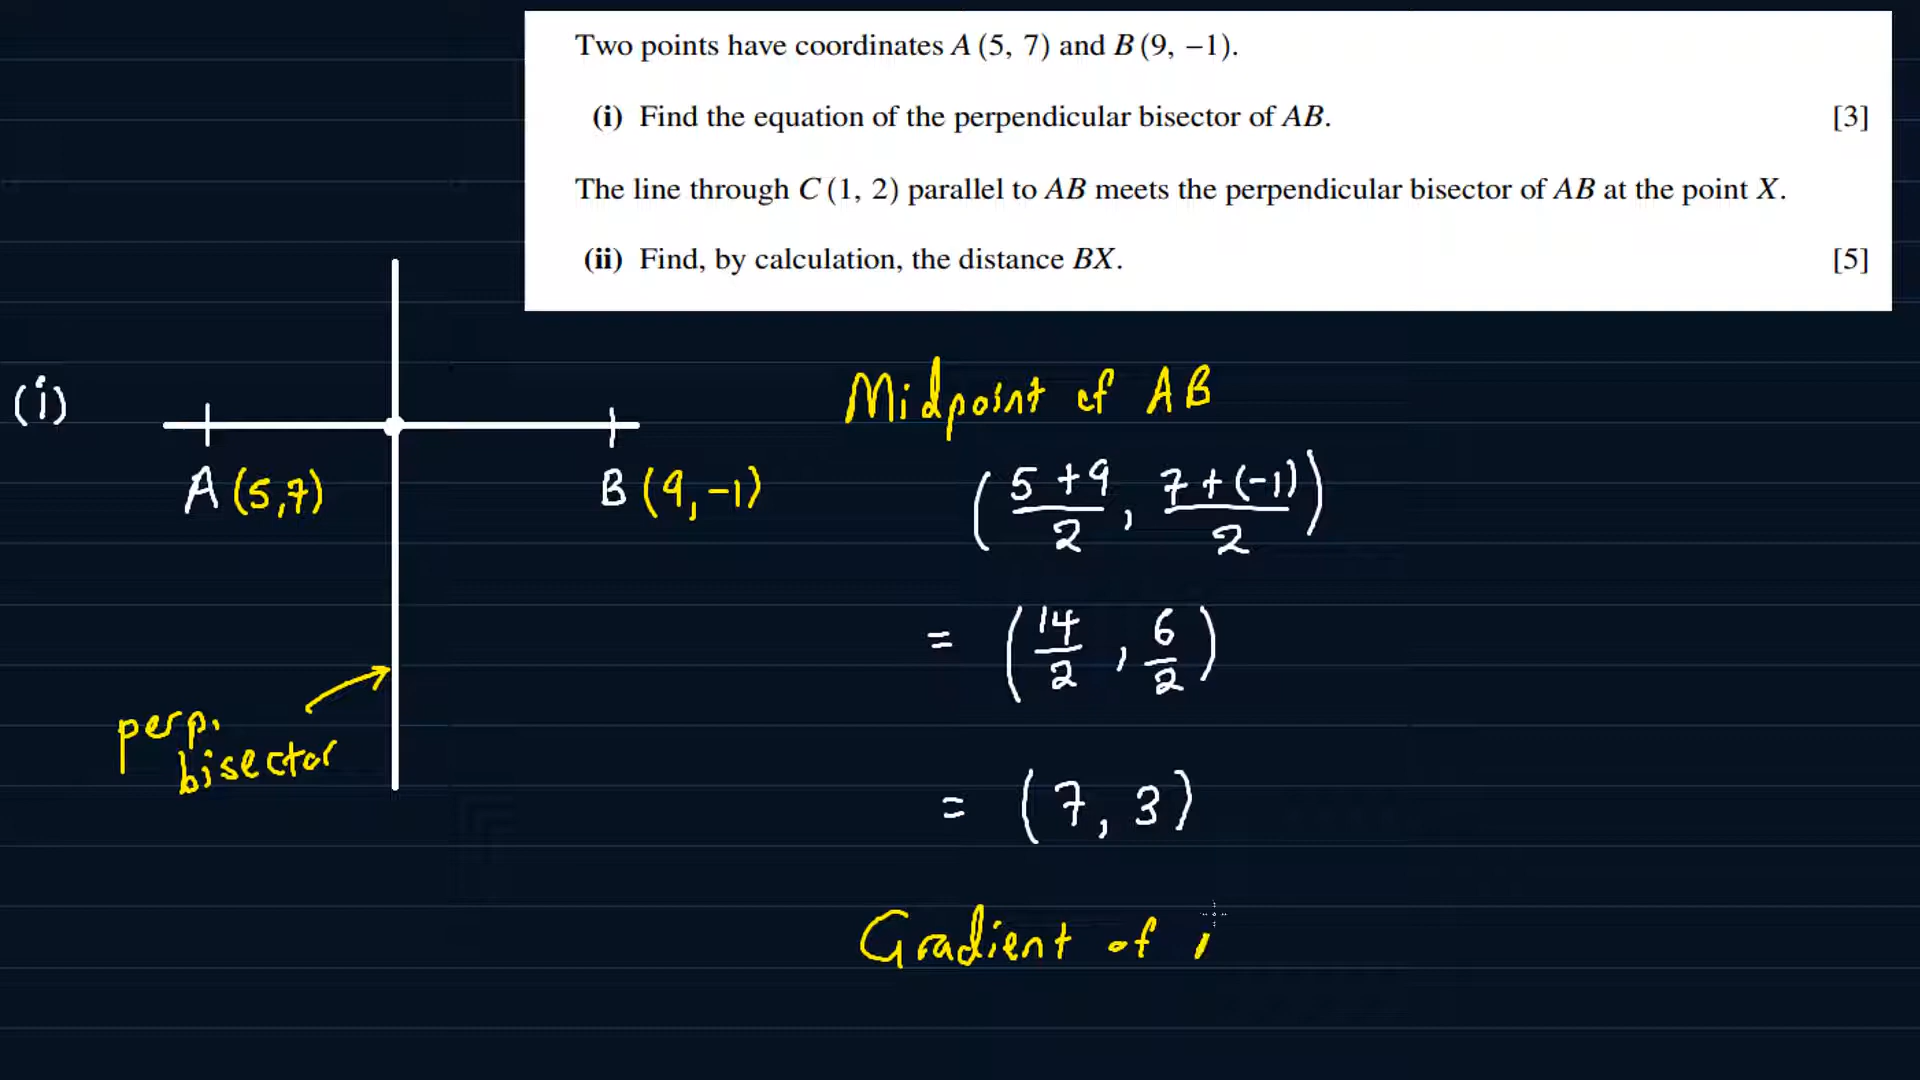 Two points have coordinates A (5, 7) and B (9, −1).
(i) Find the equation of the perpendicular bisector of AB. [3]
The line through C (1, 2) parallel to AB meets the perpendicular bisector of AB at the point X.
(ii) Find, by calculation, the distance BX. [5]
(i)
A (5,7)
B (9,-1)
perp.
bisector
Midpoint of AB
(5+9/2, 7+(-1)/2)
= (14/2, 6/2)
= (7, 3)
Gradient of